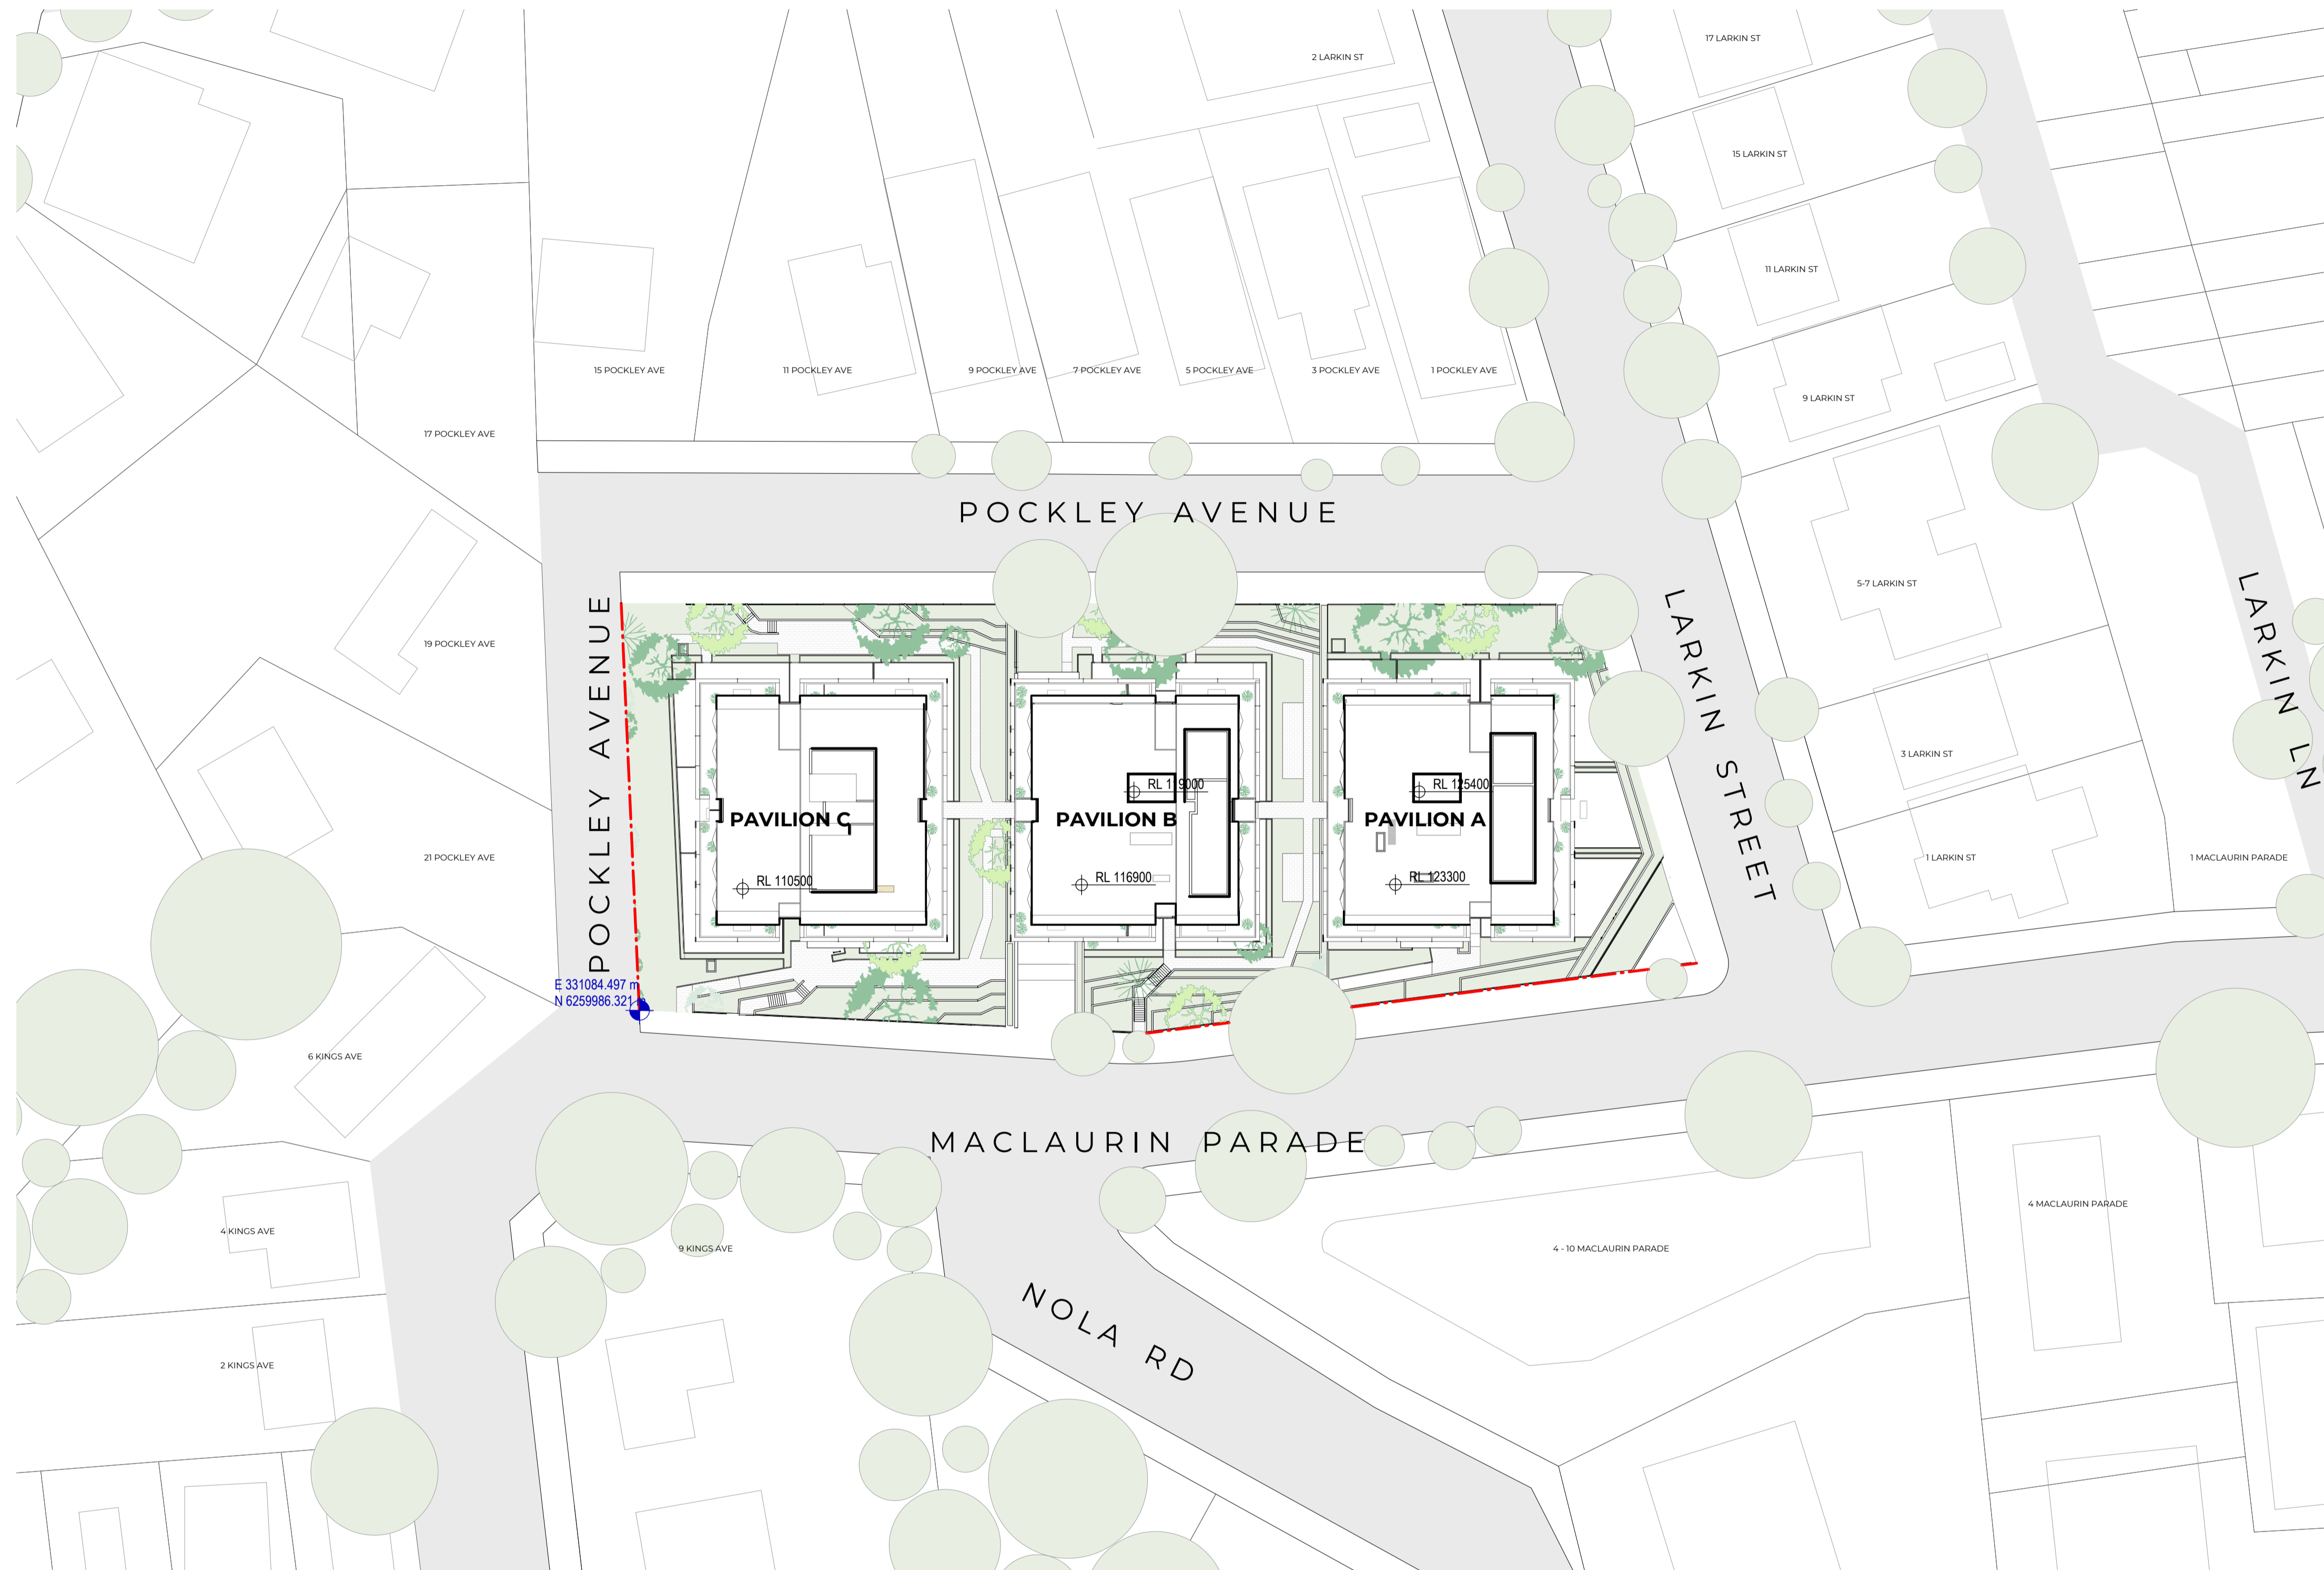 17 LARKIN ST
2 LARKIN ST
15 LARKIN ST
11 LARKIN ST
15 POCKLEY AVE
11 POCKLEY AVE
9 POCKLEY AVE
7 POCKLEY AVE
5 POCKLEY AVE
3 POCKLEY AVE
1 POCKLEY AVE
9 LARKIN ST
17 POCKLEY AVE
POCKLEY AVENUE
5-7 LARKIN ST
19 POCKLEY AVE
POCKLEY AVENUE
LARKIN STREET
LARKIN LN
3 LARKIN ST
RL 119000
RL 125400
PAVILION C
PAVILION B
PAVILION A
21 POCKLEY AVE
1 LARKIN ST
1 MACLAURIN PARADE
RL 110500
RL 116900
RL 123300
E 331084.497 m
N 6259986.321 m
6 KINGS AVE
MACLAURIN PARADE
4 MACLAURIN PARADE
4 KINGS AVE
9 KINGS AVE
4 - 10 MACLAURIN PARADE
NOLA RD
2 KINGS AVE